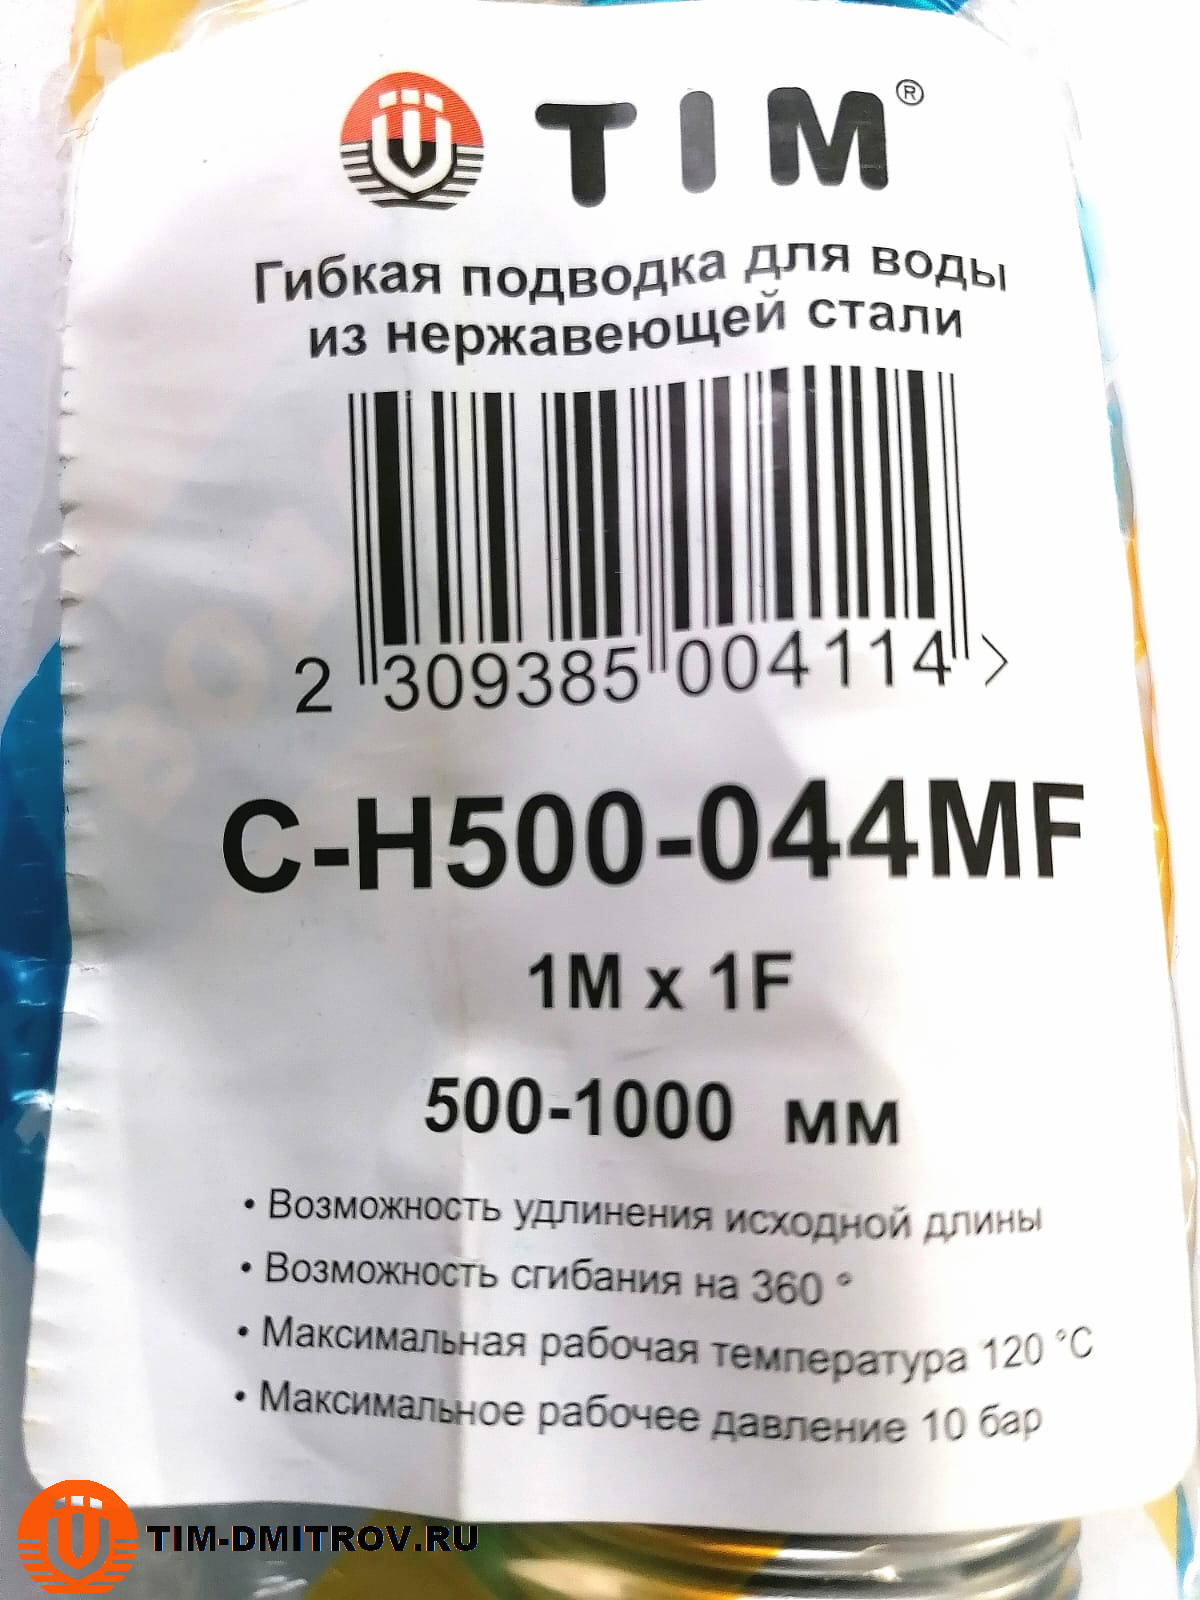 TIM®
Гибкая подводка для воды
из нержавеющей стали
2 309385 004114 >
C-H500-044MF
1M x 1F
500-1000 мм
• Возможность удлинения исходной длины
• Возможность сгибания на 360 °
• Максимальная рабочая температура 120 °C
• Максимальное рабочее давление 10 бар
TIM-DMITROV.RU